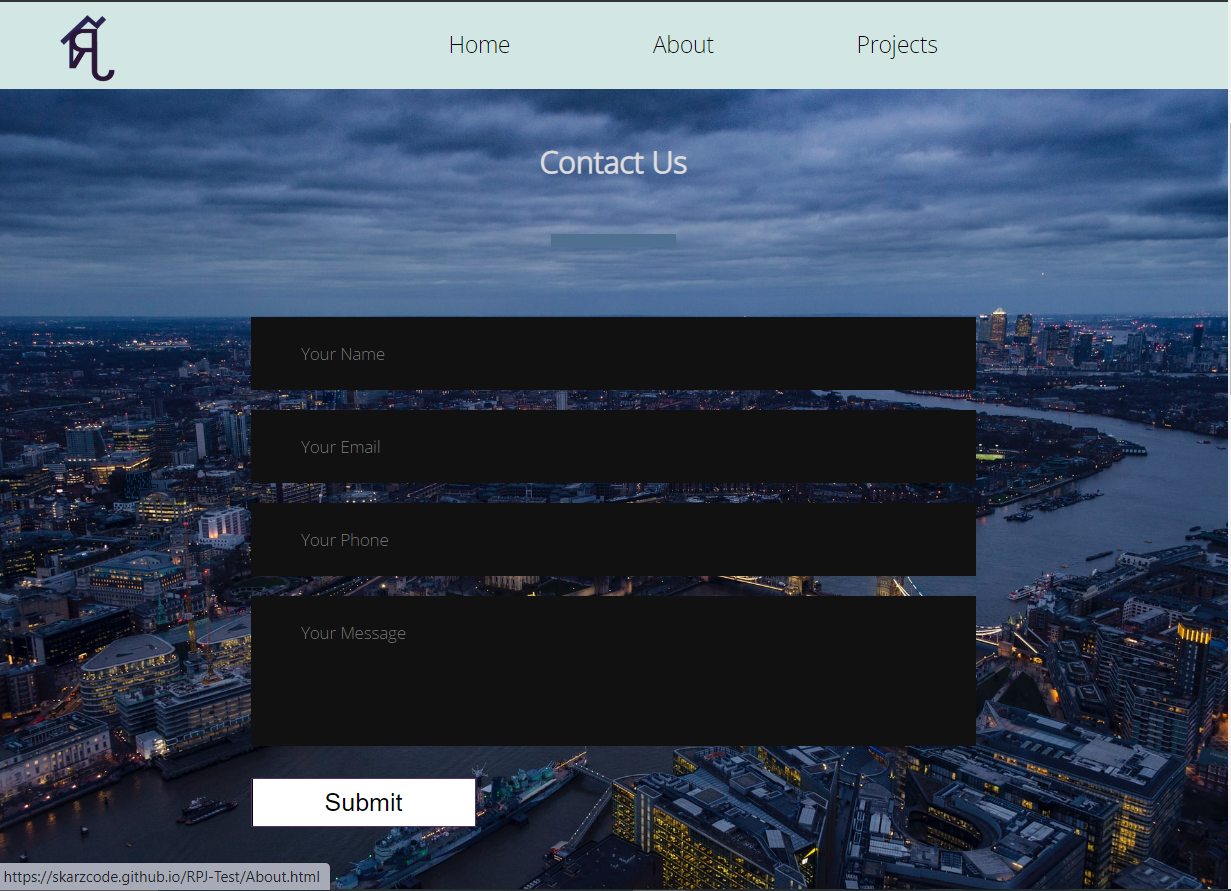 Home About Projects
Contact Us
Your Name
Your Email
Your Phone
Your Message
Submit
https://skarzcode.github.io/RPJ-Test/About.html